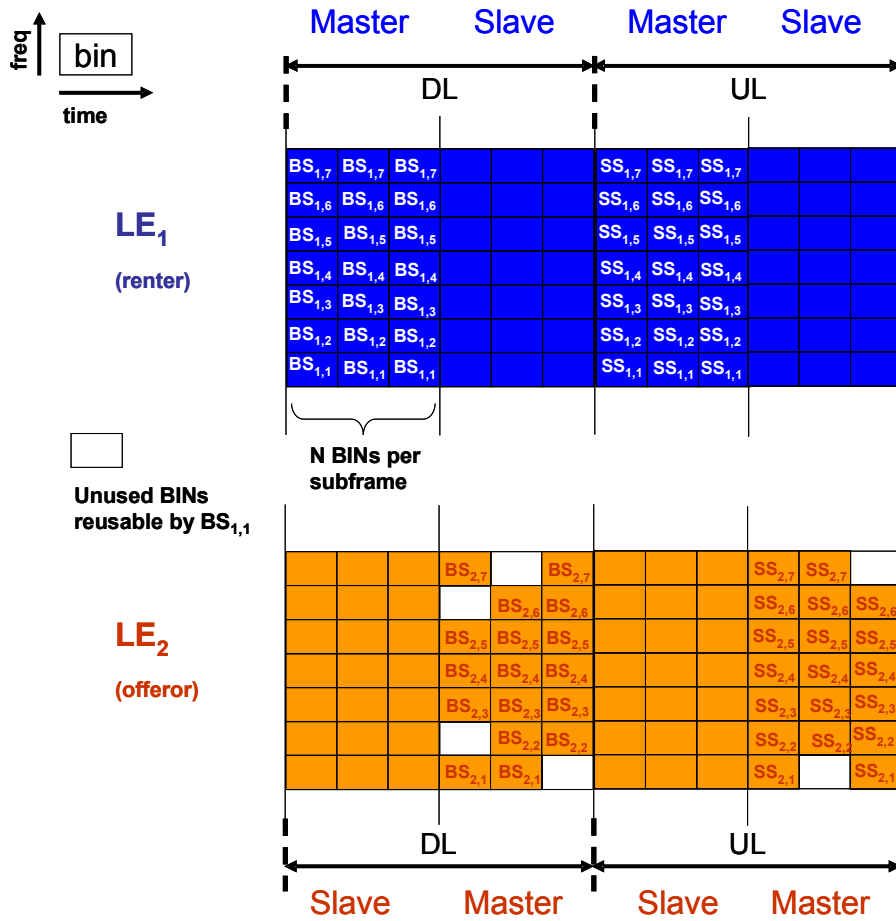 Master Slave Master Slave
freq
bin
DL UL
time
BS1,7 BS1,7 BS1,7 SS1,7 SS1,7 SS1,7
BS1,6 BS1,6 BS1,6 SS1,6 SS1,6 SS1,6
LE1
BS1,5 BS1,5 BS1,5 SS1,5 SS1,5 SS1,5
(renter)
BS1,4 BS1,4 BS1,4 SS1,4 SS1,4 SS1,4
BS1,3 BS1,3 BS1,3 SS1,3 SS1,3 SS1,3
BS1,2 BS1,2 BS1,2 SS1,2 SS1,2 SS1,2
BS1,1 BS1,1 BS1,1 SS1,1 SS1,1 SS1,1
N BINs per
subframe
Unused BINs
reusable by BS1,1
BS2,7 BS2,7 SS2,7 SS2,7
BS2,6 BS2,6 SS2,6 SS2,6 SS2,6
LE2
BS2,5 BS2,5 BS2,5 SS2,5 SS2,5 SS2,5
(offeror)
BS2,4 BS2,4 BS2,4 SS2,4 SS2,4 SS2,4
BS2,3 BS2,3 BS2,3 SS2,3 SS2,3 SS2,3
BS2,2 BS2,2 SS2,2 SS2,2 SS2,2
BS2,1 BS2,1 SS2,1 SS2,1
DL UL
Slave Master Slave Master